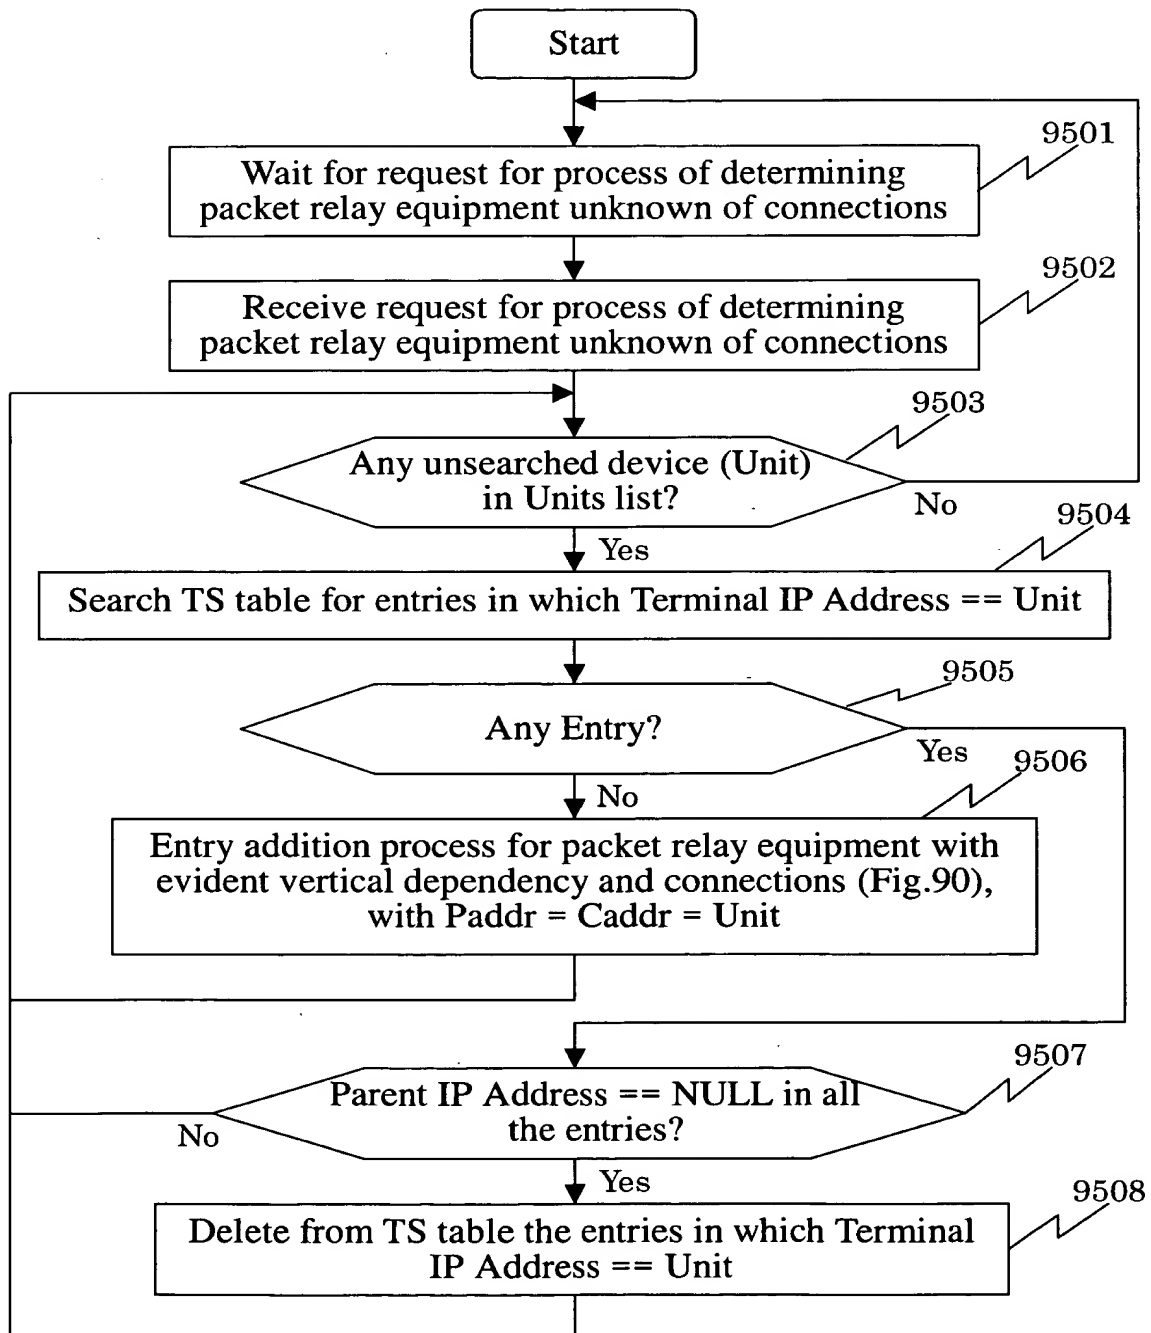 Start
9501
Wait for request for process of determining
packet relay equipment unknown of connections
9502
Receive request for process of determining
packet relay equipment unknown of connections
9503
Any unsearched device (Unit)
in Units list?
No
Yes
9504
Search TS table for entries in which Terminal IP Address == Unit
9505
Any Entry?
Yes
No
9506
Entry addition process for packet relay equipment with
evident vertical dependency and connections (Fig.90),
with Paddr = Caddr = Unit
9507
Parent IP Address == NULL in all
the entries?
No
Yes
9508
Delete from TS table the entries in which Terminal
IP Address == Unit